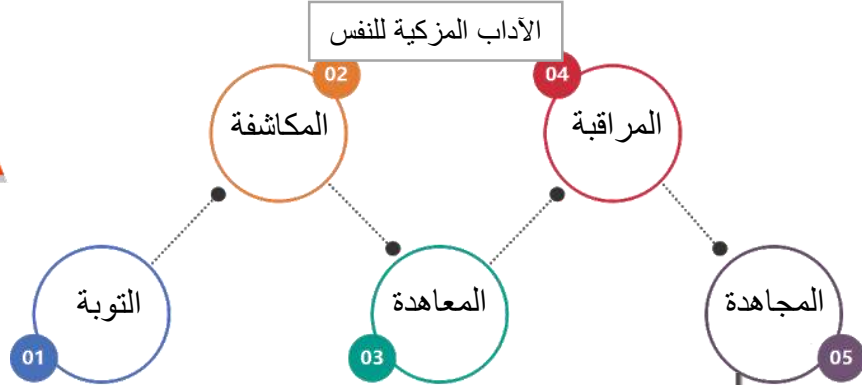 الآداب المزكية للنفس
01
التوبة
02
المكاشفة
03
المعاهدة
04
المراقبة
05
المجاهدة